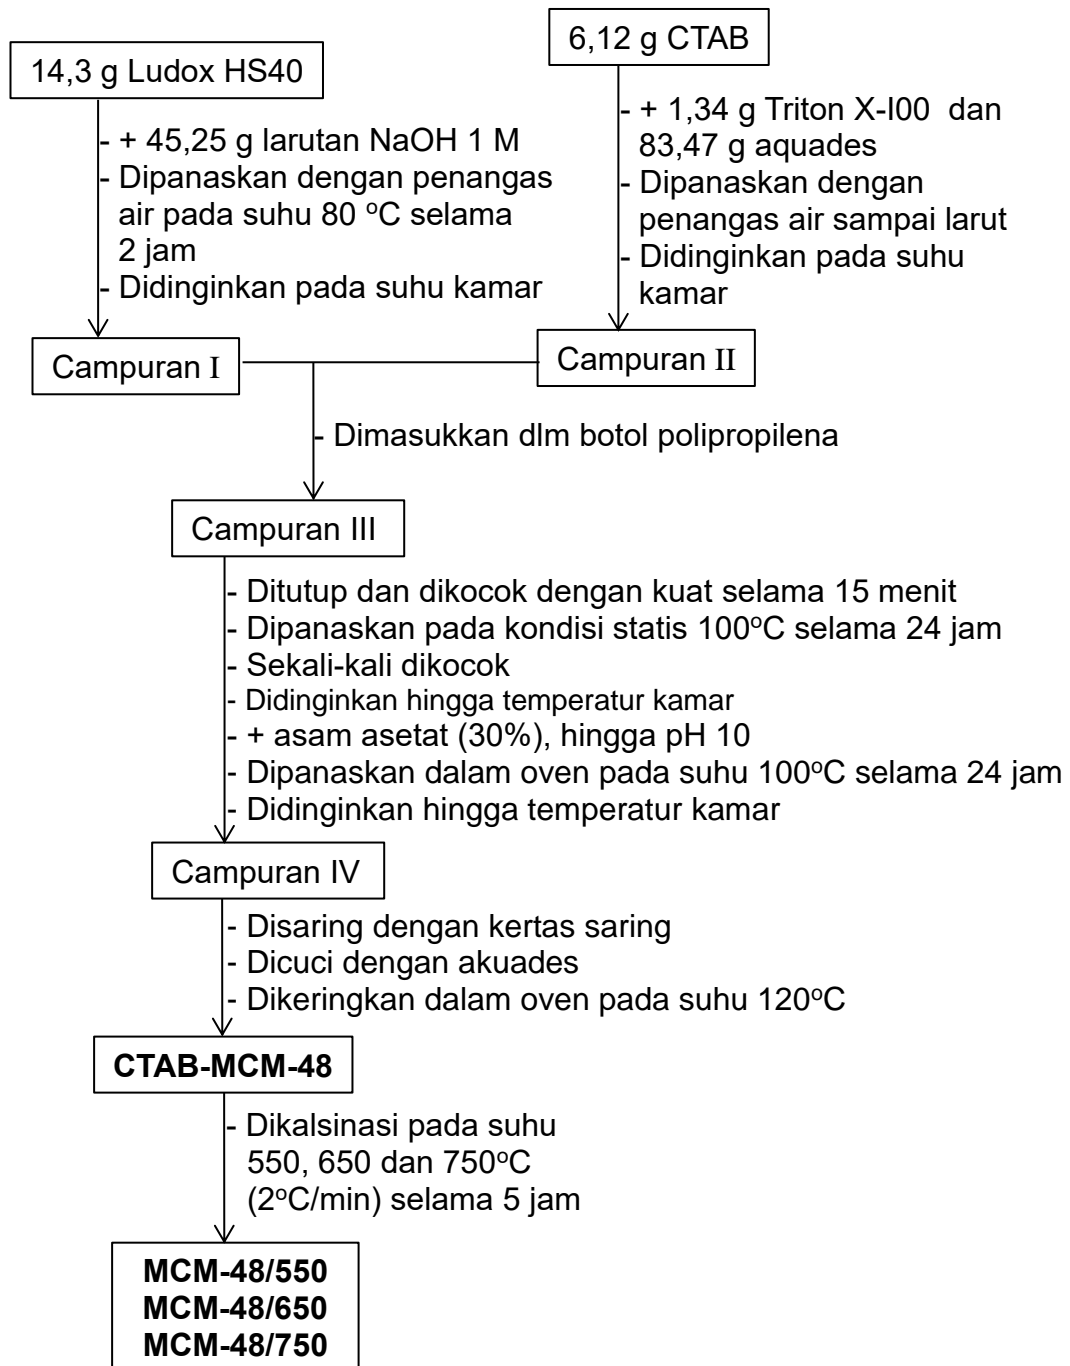 14,3 g Ludox HS40
- + 45,25 g larutan NaOH 1 M
- Dipanaskan dengan penangas
air pada suhu 80 °C selama
2 jam
- Didinginkan pada suhu kamar
6,12 g CTAB
- + 1,34 g Triton X-I00 dan
83,47 g aquades
- Dipanaskan dengan
penangas air sampai larut
- Didinginkan pada suhu
kamar
Campuran I
Campuran II
- Dimasukkan dlm botol polipropilena
Campuran III
- Ditutup dan dikocok dengan kuat selama 15 menit
- Dipanaskan pada kondisi statis 100°C selama 24 jam
- Sekali-kali dikocok
- Didinginkan hingga temperatur kamar
- + asam asetat (30%), hingga pH 10
- Dipanaskan dalam oven pada suhu 100°C selama 24 jam
- Didinginkan hingga temperatur kamar
Campuran IV
- Disaring dengan kertas saring
- Dicuci dengan akuades
- Dikeringkan dalam oven pada suhu 120°C
CTAB-MCM-48
- Dikalsinasi pada suhu
550, 650 dan 750°C
(2°C/min) selama 5 jam
MCM-48/550
MCM-48/650
MCM-48/750